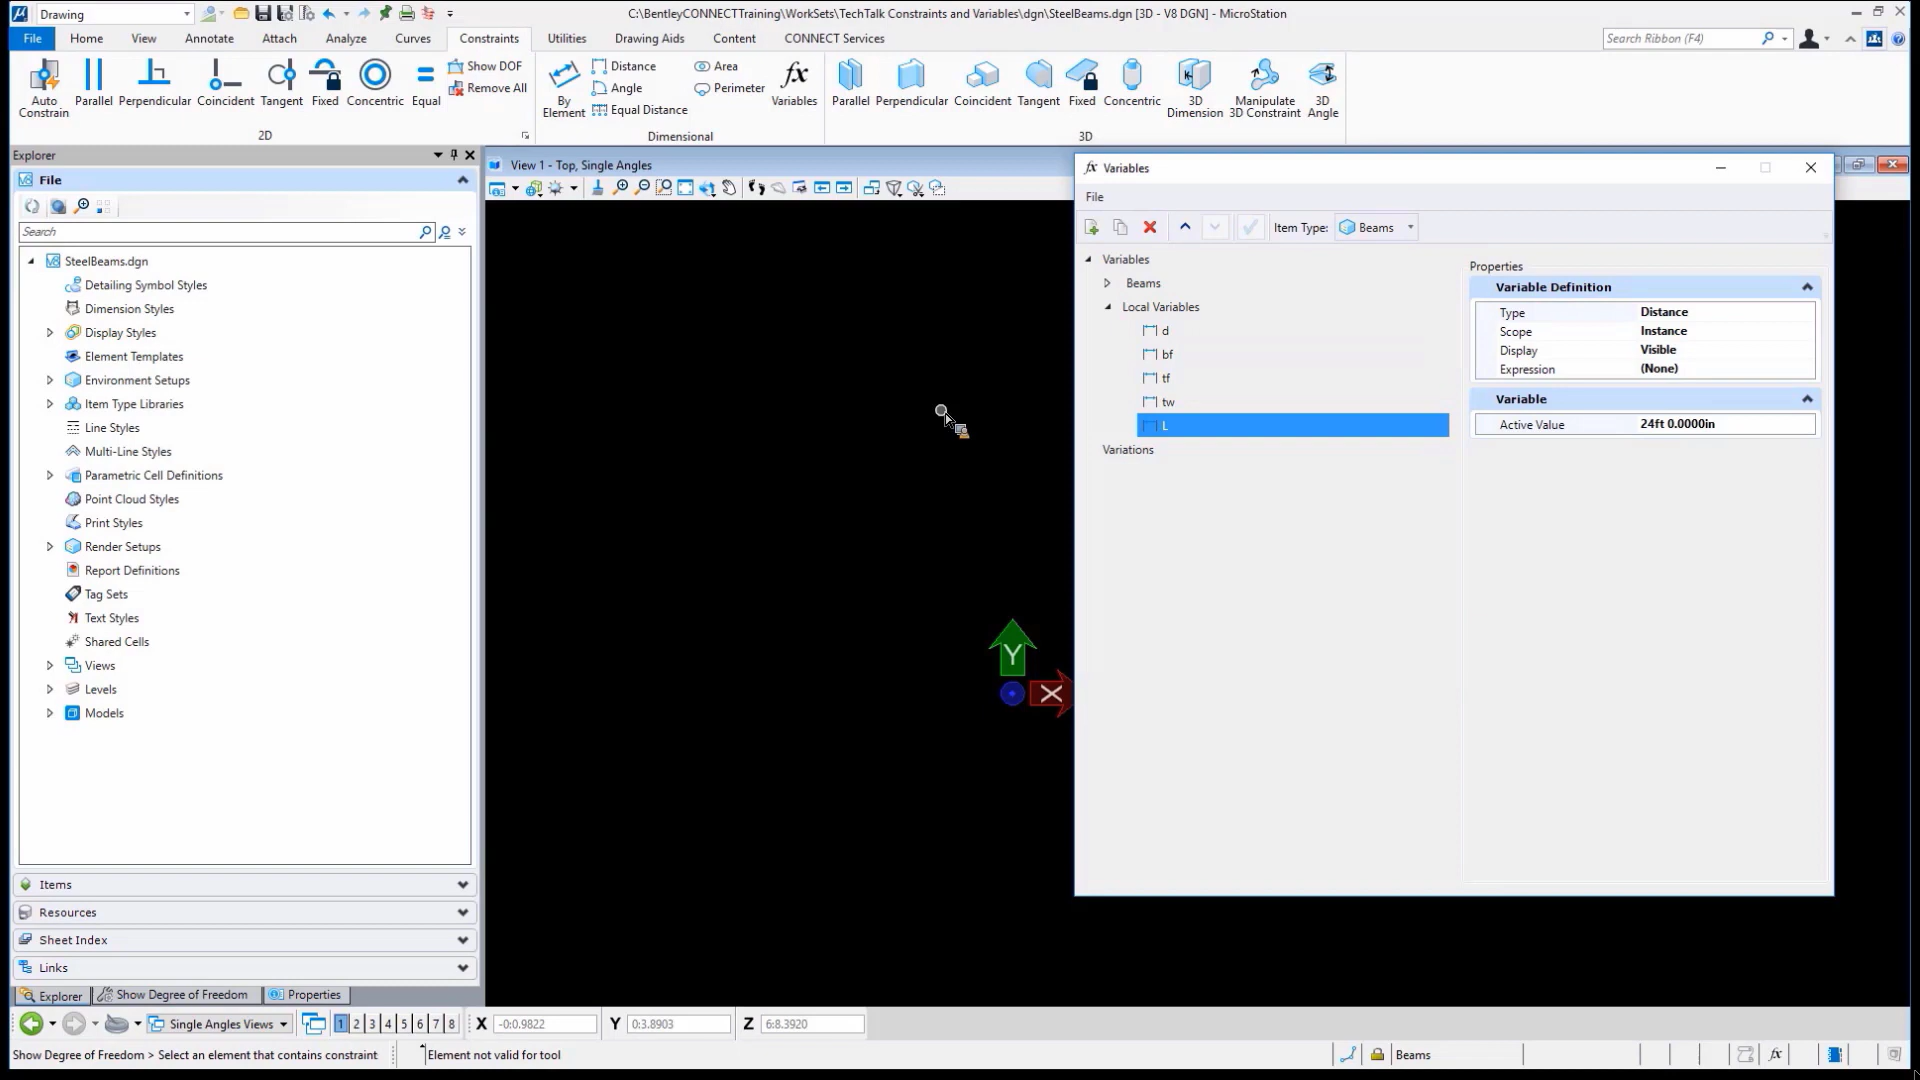 Drawing
C:\BentleyCONNECTTraining\WorkSets\TechTalk Constraints and Variables\dgn\SteelBeams.dgn [3D - V8 DGN] - MicroStation
File Home View Annotate Attach Analyze Curves Constraints Utilities Drawing Aids Content CONNECT Services
Search Ribbon (F4)
Auto Constrain
Parallel
Perpendicular
Coincident
Tangent
Fixed
Concentric
Equal
Show DOF
Remove All
2D
By Element
Distance
Angle
Equal Distance
Area
Perimeter
Variables
Dimensional
Parallel
Perpendicular
Coincident
Tangent
Fixed
Concentric
3D Dimension
Manipulate 3D Constraint
3D Angle
3D
Explorer
File
Search
SteelBeams.dgn
Detailing Symbol Styles
Dimension Styles
Display Styles
Element Templates
Environment Setups
Item Type Libraries
Line Styles
Multi-Line Styles
Parametric Cell Definitions
Point Cloud Styles
Print Styles
Render Setups
Report Definitions
Tag Sets
Text Styles
Shared Cells
Views
Levels
Models
Items
Resources
Sheet Index
Links
Explorer Show Degree of Freedom Properties
View 1 - Top, Single Angles
Y
X
fx Variables
File
Item Type: Beams
Variables
Beams
Local Variables
d
bf
tf
tw
L
Variations
Properties
Variable Definition
Type Distance
Scope Instance
Display Visible
Expression (None)
Variable
Active Value 24ft 0.0000in
Single Angles Views 1 2 3 4 5 6 7 8 X -0:0.9822 Y 0:3.8903 Z 6:8.3920
Show Degree of Freedom > Select an element that contains constraint
Element not valid for tool
Beams
fx